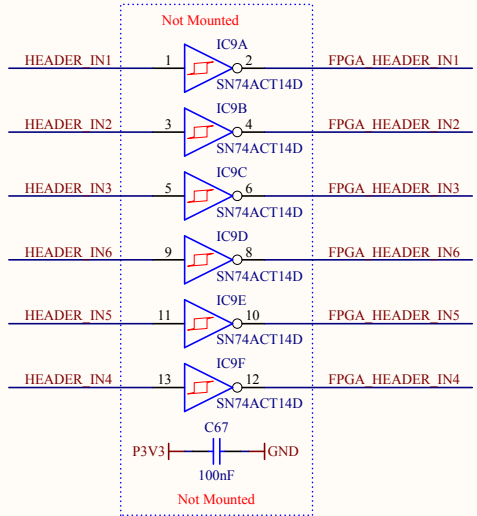 Not Mounted
IC9A
HEADER_IN1 1 2 FPGA_HEADER_IN1
SN74ACT14D
IC9B
HEADER_IN2 3 4 FPGA_HEADER_IN2
SN74ACT14D
IC9C
HEADER_IN3 5 6 FPGA_HEADER_IN3
SN74ACT14D
IC9D
HEADER_IN6 9 8 FPGA_HEADER_IN6
SN74ACT14D
IC9E
HEADER_IN5 11 10 FPGA_HEADER_IN5
SN74ACT14D
IC9F
HEADER_IN4 13 12 FPGA_HEADER_IN4
SN74ACT14D
C67
P3V3 GND
100nF
Not Mounted